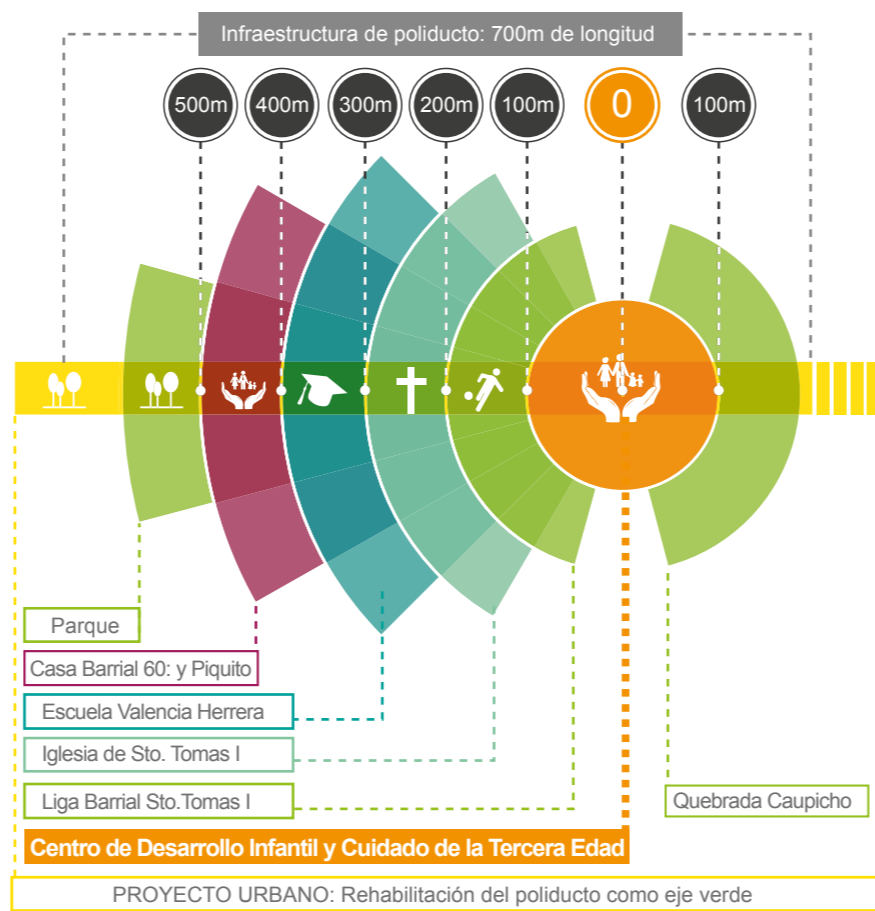 Infraestructura de poliducto: 700m de longitud
500m 400m 300m 200m 100m 0 100m
Parque
Casa Barrial 60: y Piquito
Escuela Valencia Herrera
Iglesia de Sto. Tomas I
Liga Barrial Sto.Tomas I
Quebrada Caupicho
Centro de Desarrollo Infantil y Cuidado de la Tercera Edad
PROYECTO URBANO: Rehabilitación del poliducto como eje verde